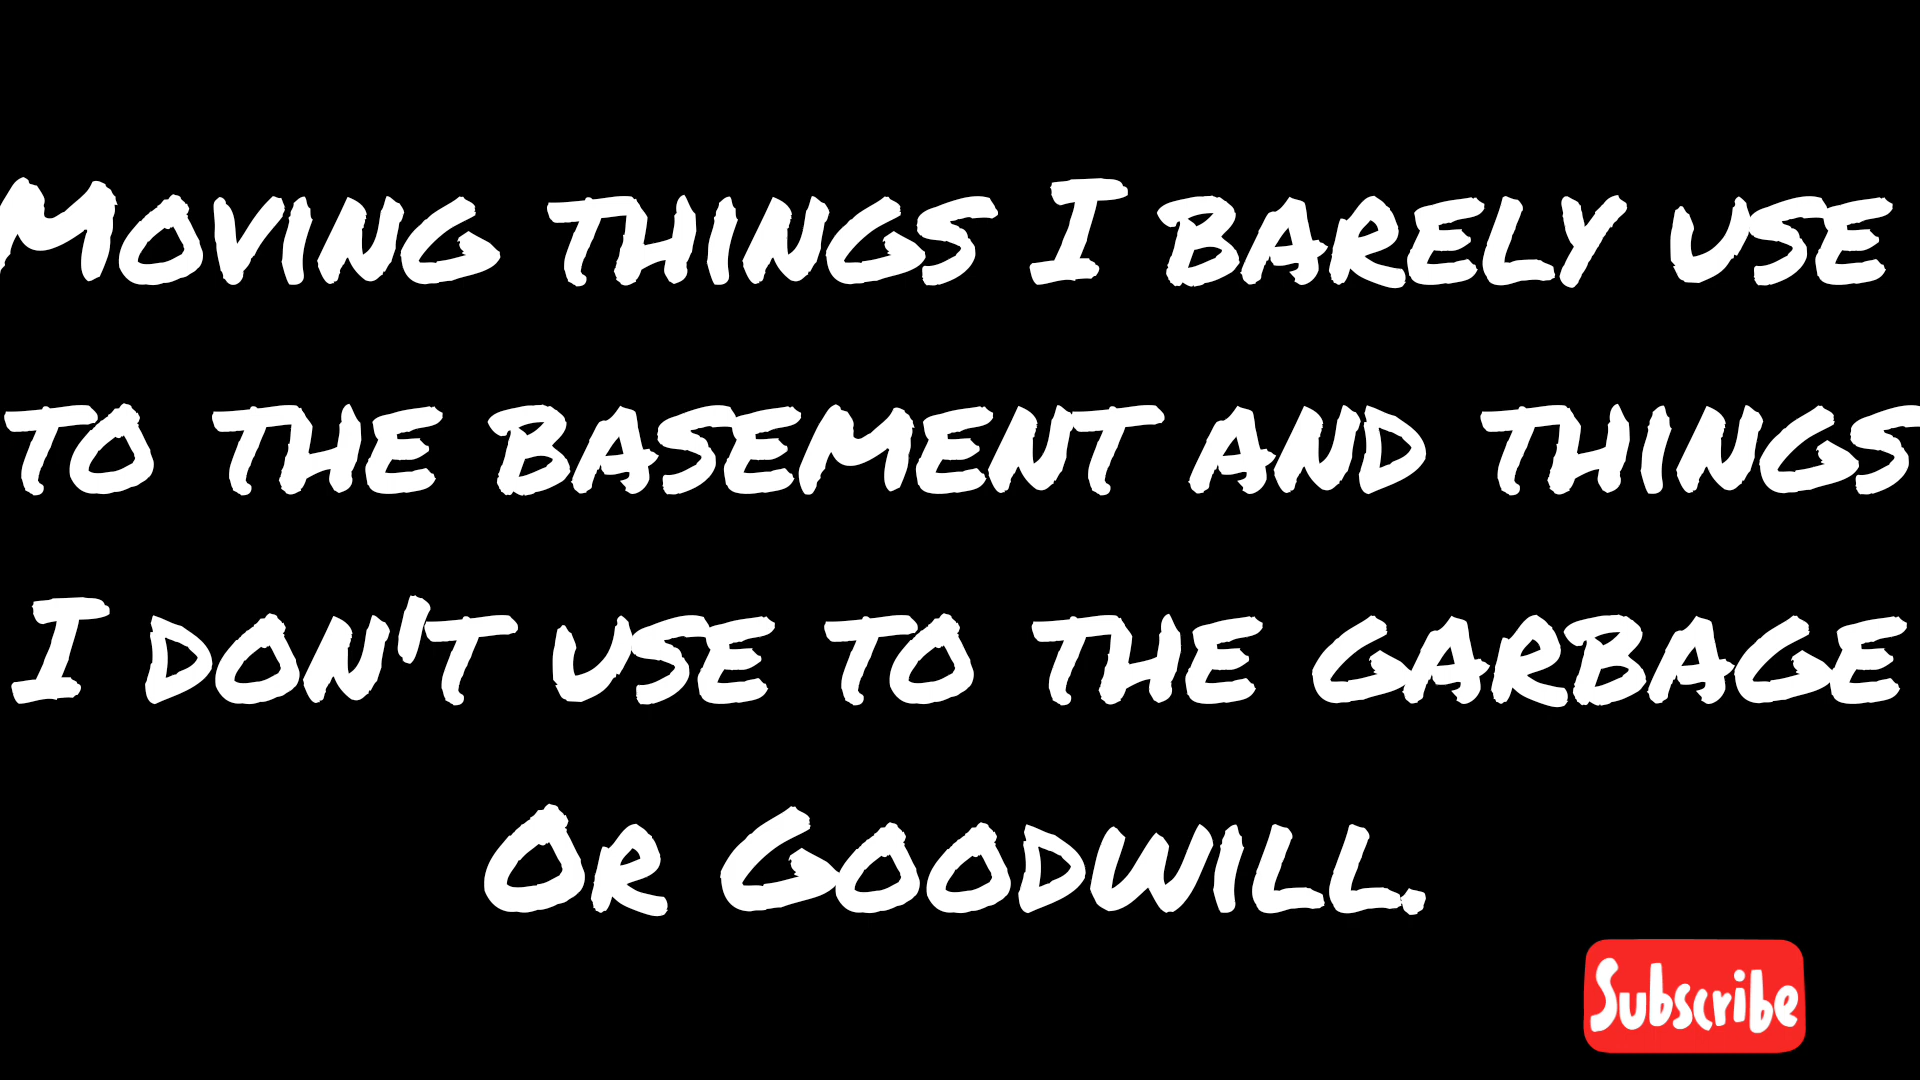 Moving things I barely use
to the basement and things
I don't use to the garbage
Or Goodwill.
Subscribe